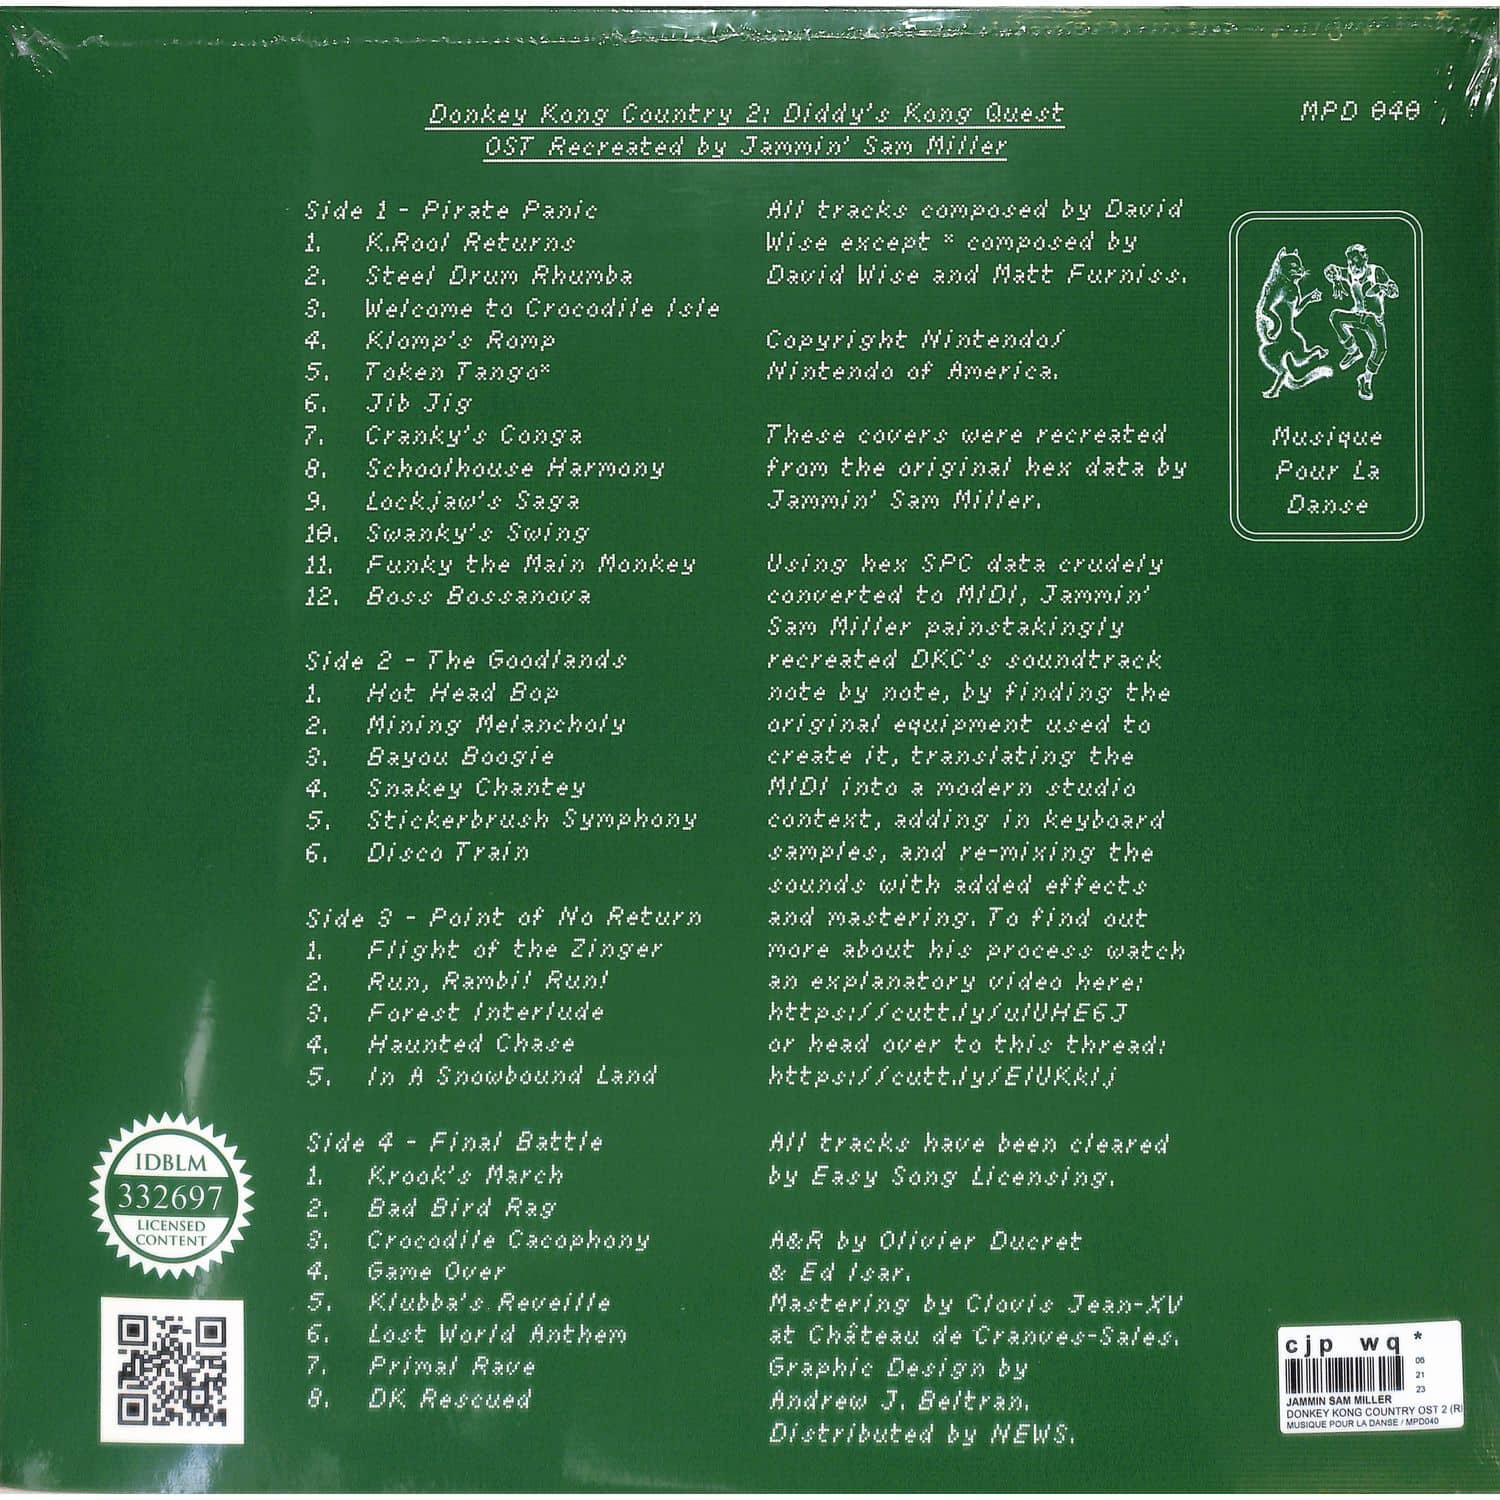 Donkey Kong Country 2: Diddy's Kong Quest
OST Recreated by Jammin' Sam Miller
MPD 040
Side 1 - Pirate Panic
1. K.Rool Returns
2. Steel Drum Rhumba
3. Welcome to Crocodile Isle
4. Klomp's Romp
5. Token Tango*
6. Jib Jig
7. Cranky's Conga
8. Schoolhouse Harmony
9. Lockjaw's Saga
10. Swanky's Swing
11. Funky the Main Monkey
12. Boss Bossanova
Side 2 - The Goodlands
1. Hot Head Bop
2. Mining Melancholy
3. Bayou Boogie
4. Snakey Chantey
5. Stickerbrush Symphony
6. Disco Train
Side 3 - Point of No Return
1. Flight of the Zinger
2. Run, Rambi! Run!
3. Forest Interlude
4. Haunted Chase
5. In A Snowbound Land
Side 4 - Final Battle
1. Krook's March
2. Bad Bird Rag
3. Crocodile Cacophony
4. Game Over
5. Klubba's Reveille
6. Lost World Anthem
7. Primal Rave
8. DK Rescued
All tracks composed by David
Wise except * composed by
David Wise and Matt Furniss.
Copyright Nintendo/
Nintendo of America.
These covers were recreated
from the original hex data by
Jammin' Sam Miller.
Using hex SPC data crudely
converted to MIDI, Jammin'
Sam Miller painstakingly
recreated DKC's soundtrack
note by note, by finding the
original equipment used to
create it, translating the
MIDI into a modern studio
context, adding in keyboard
samples, and re-mixing the
sounds with added effects
and mastering. To find out
more about his process watch
an explanatory video here:
https://cutt.ly/uIUHE6J
or head over to this thread:
https://cutt.ly/EIUKkIj
All tracks have been cleared
by Easy Song Licensing.
A&R by Olivier Ducret
& Ed Isar.
Mastering by Clovis Jean-XV
at Château de Cranves-Sales.
Graphic Design by
Andrew J. Beltran.
Distributed by NEWS.
Musique
Pour La
Danse
IDBLM
332697
LICENSED
CONTENT
cjp wq *
06
21
23
JAMMIN SAM MILLER
DONKEY KONG COUNTRY OST 2 (R
MUSIQUE POUR LA DANSE / MPD040